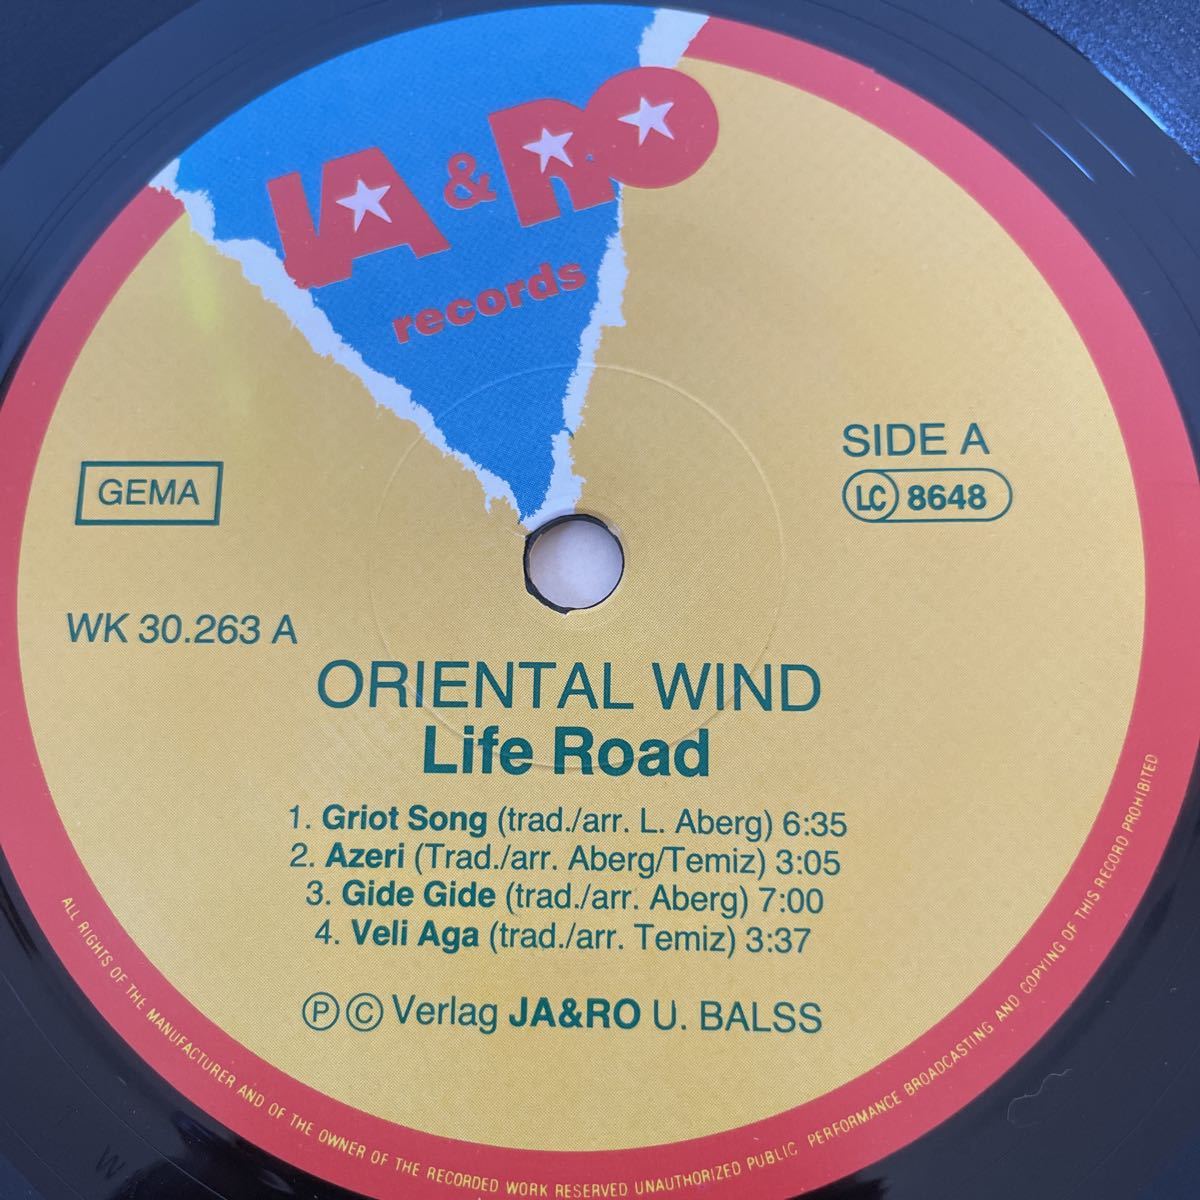 JA & RO
records
SIDE A
LC 8648
GEMA
WK 30.263 A
ORIENTAL WIND
Life Road
1. Griot Song (trad./arr. L. Aberg) 6:35
2. Azeri (Trad./arr. Aberg/Temiz) 3:05
3. Gide Gide (trad./arr. Aberg) 7:00
4. Veli Aga (trad./arr. Temiz) 3:37
Ⓟ © Verlag JA&RO U. BALSS
ALL RIGHTS OF THE MANUFACTURER AND OF THE OWNER OF THE RECORDED WORK RESERVED UNAUTHORIZED PUBLIC PERFORMANCE BROADCASTING AND COPYING OF THIS RECORD PROHIBITED